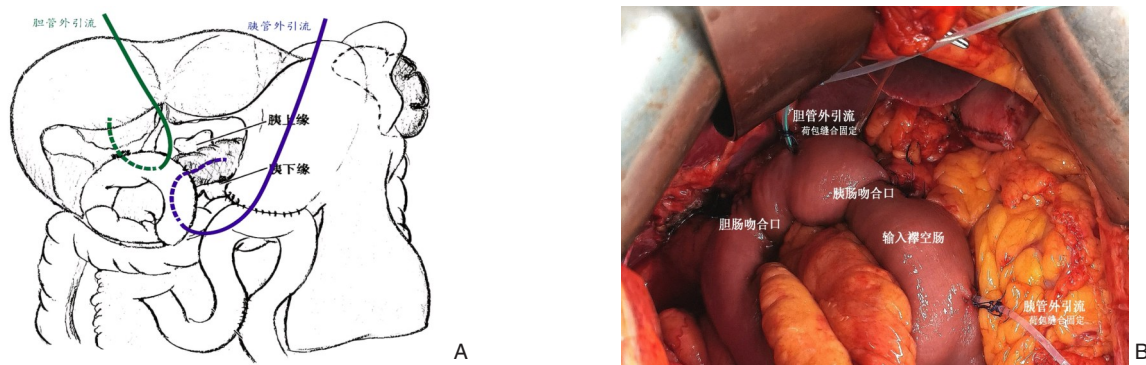 胆管外引流
胰管外引流
胰上缘
胰下缘
A
胆管外引流
荷包缝合固定
胰肠吻合口
胆肠吻合口
输入襻空肠
胰管外引流
荷包缝合固定
B